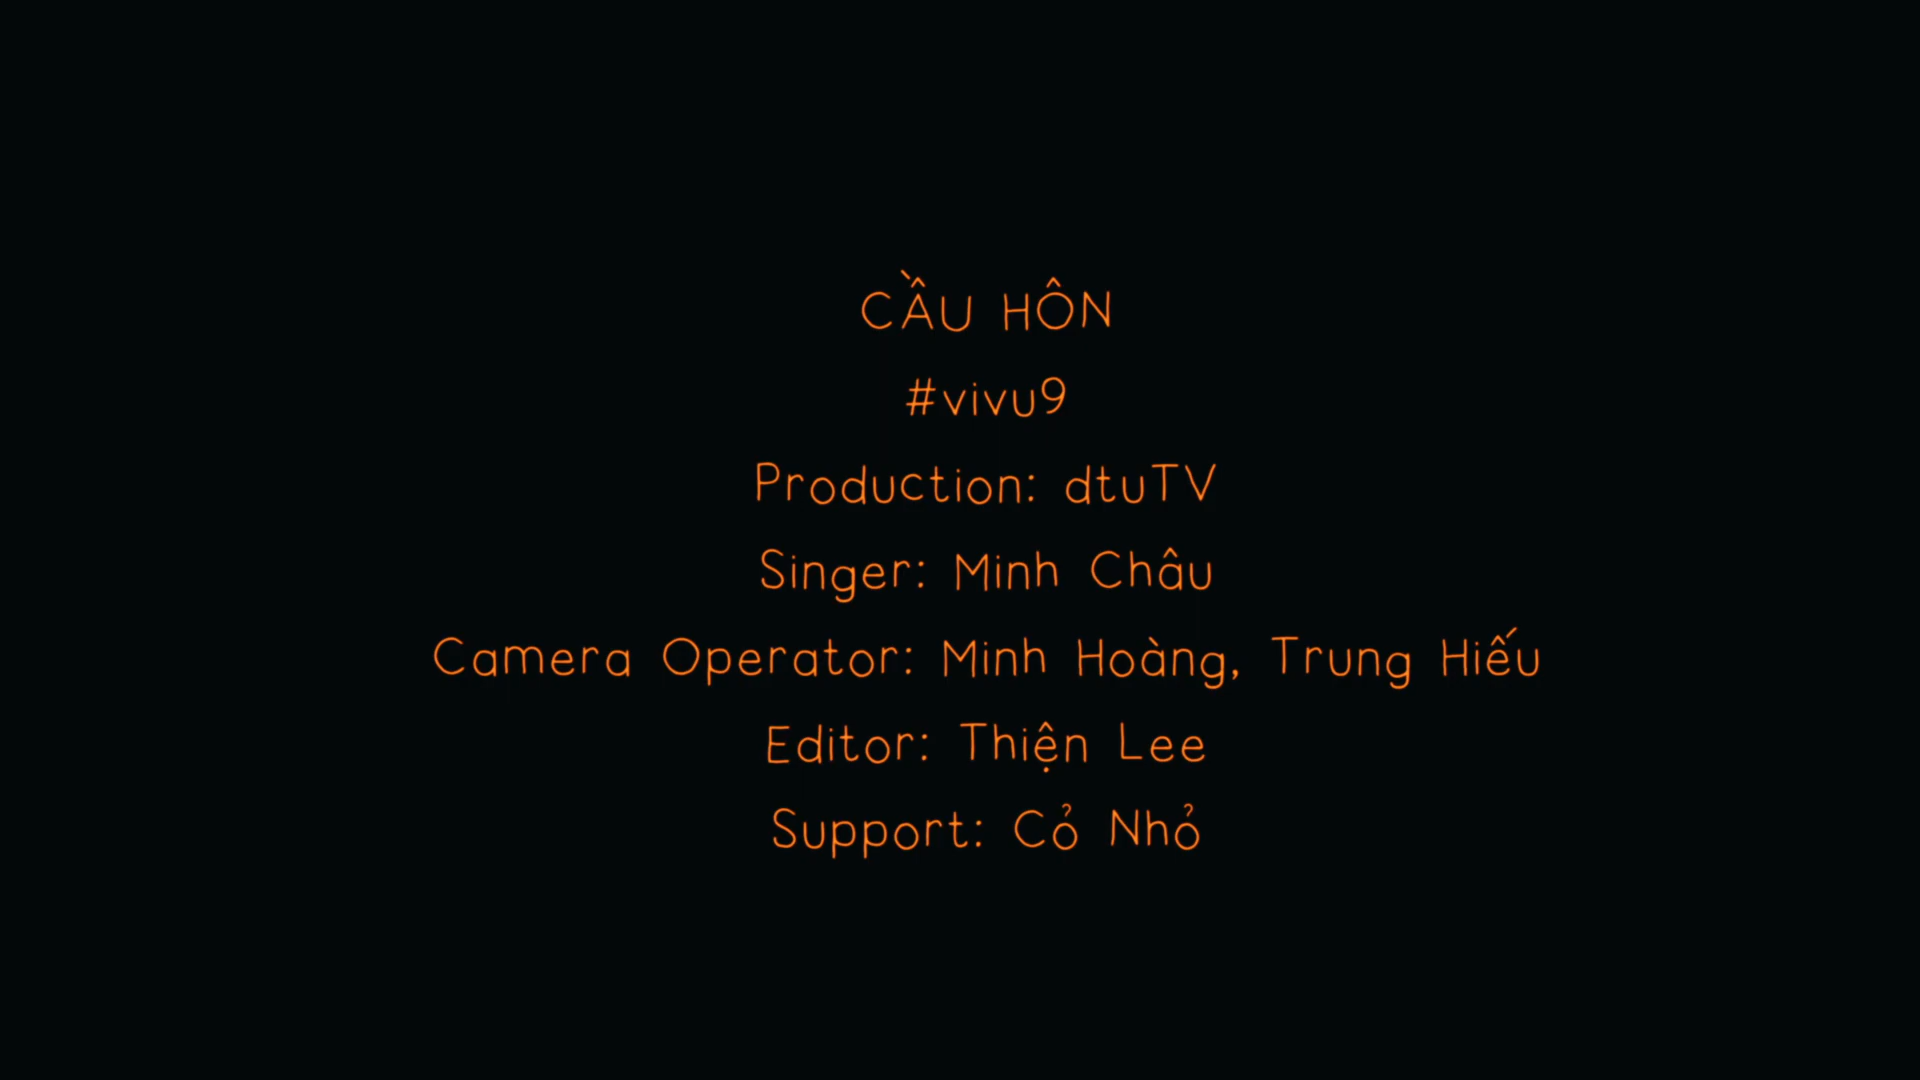 CẦU HÔN
#vivu9
Production: dtuTV
Singer: Minh Châu
Camera Operator: Minh Hoàng, Trung Hiếu
Editor: Thiện Lee
Support: Cỏ Nhỏ